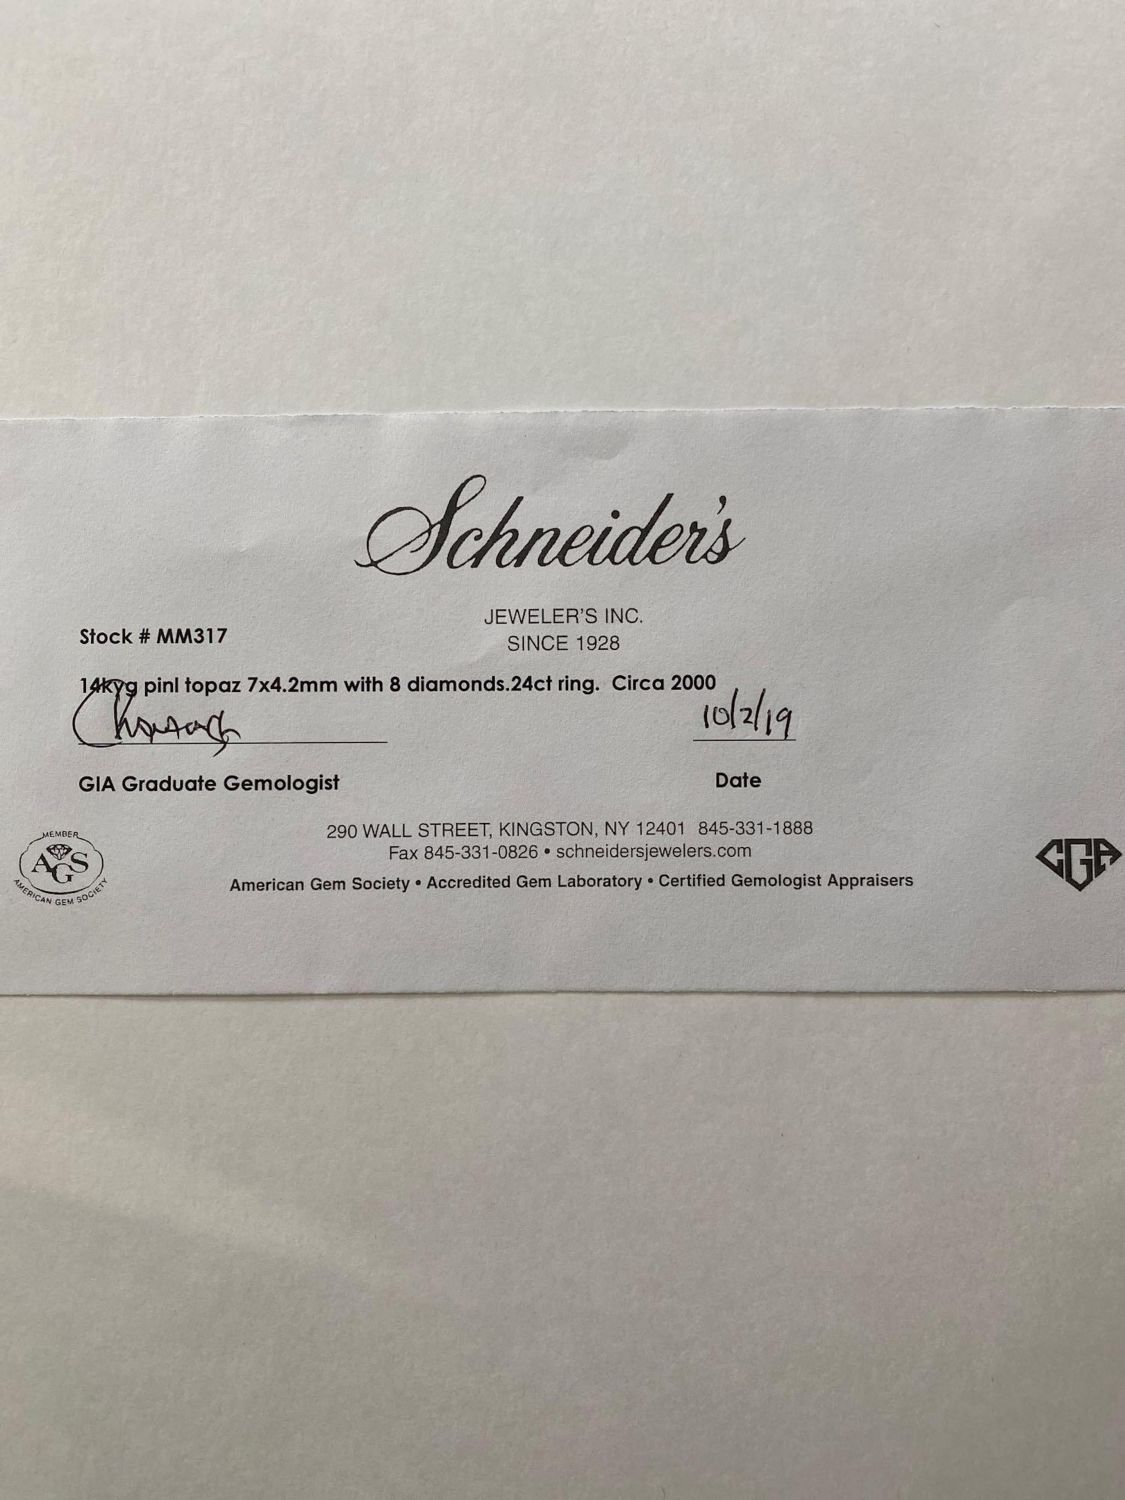 Schneider's
JEWELER'S INC.
SINCE 1928
Stock # MM317
14kyg pinl topaz 7x4.2mm with 8 diamonds.24ct ring.  Circa 2000
10/2/19
GIA Graduate Gemologist
Date
290 WALL STREET, KINGSTON, NY 12401  845-331-1888
Fax 845-331-0826 • schneidersjewelers.com
American Gem Society • Accredited Gem Laboratory • Certified Gemologist Appraisers
MEMBER
AGS
AMERICAN GEM SOCIETY
CGA